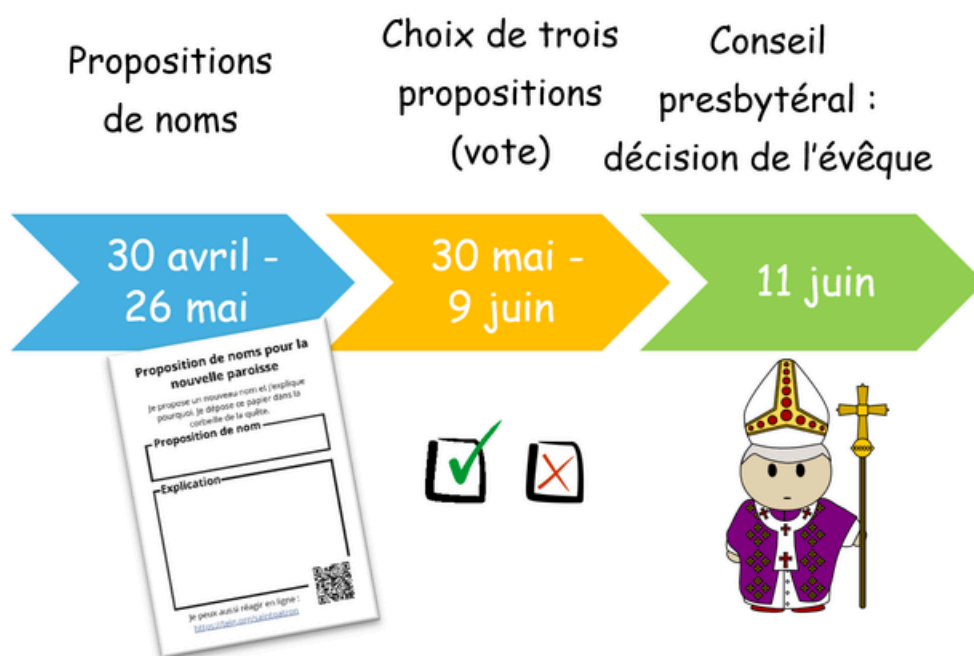 Propositions
de noms
Choix de trois
propositions
(vote)
Conseil
presbytéral :
décision de l'évêque
30 avril -
26 mai
30 mai -
9 juin
11 juin
Proposition de noms pour la
nouvelle paroisse
Je propose un nouveau nom et j'explique
pourquoi. Je dépose ce papier dans la
corbeille de la quête.
Proposition de nom
Explication
Je peux aussi réagir en ligne :